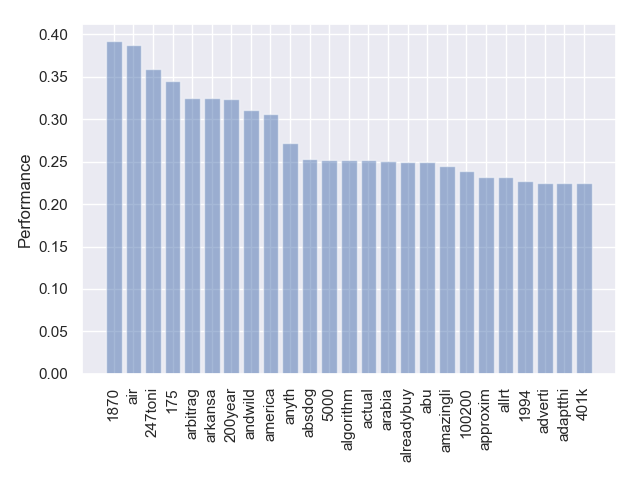 0.40
0.35
0.30
0.25
0.20
0.15
0.10
0.05
0.00
Performance
1870
air
247toni
175
arbitrag
arkansa
200year
andwild
america
anyth
absdog
5000
algorithm
actual
arabia
alreadybuy
abu
amazingli
100200
approxim
allrt
1994
adverti
adaptthi
401k